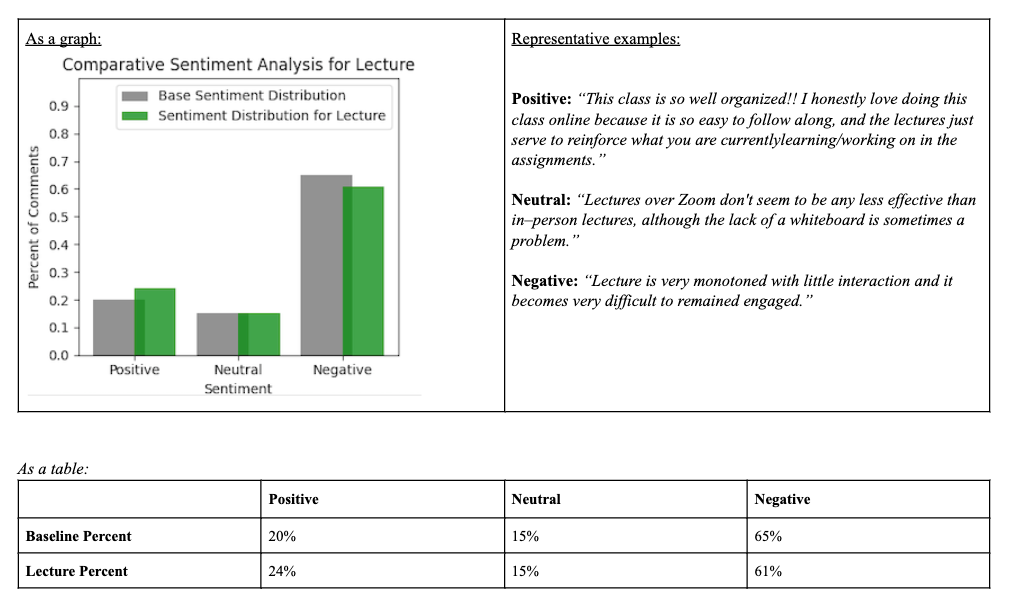 As a graph:
Comparative Sentiment Analysis for Lecture
Base Sentiment Distribution
Sentiment Distribution for Lecture
Percent of Comments
0.9
0.8
0.7
0.6
0.5
0.4
0.3
0.2
0.1
0.0
Positive Neutral Negative
Sentiment
Representative examples:
Positive: “This class is so well organized!! I honestly love doing this
class online because it is so easy to follow along, and the lectures just
serve to reinforce what you are currentlylearning/working on in the
assignments.”
Neutral: “Lectures over Zoom don't seem to be any less effective than
in–person lectures, although the lack of a whiteboard is sometimes a
problem.”
Negative: “Lecture is very monotoned with little interaction and it
becomes very difficult to remained engaged.”
As a table:
Positive Neutral Negative
Baseline Percent 20% 15% 65%
Lecture Percent 24% 15% 61%